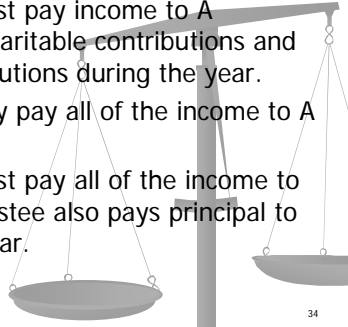 st pay income to A
aritable contributions and
utions during the year.
y pay all of the income to A
st pay all of the income to
stee also pays principal to
ar.
34